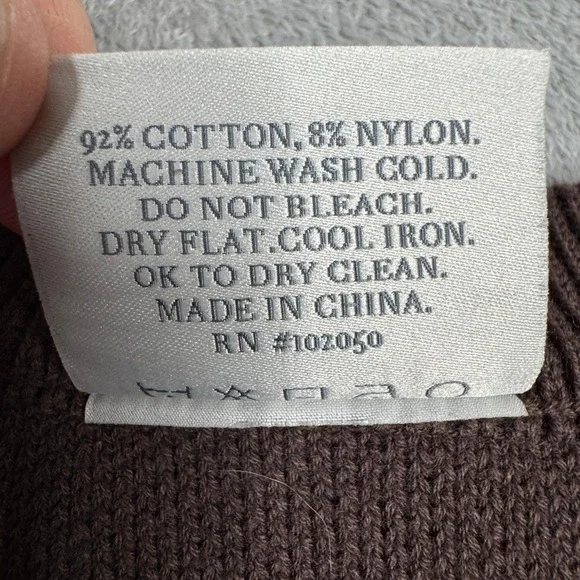 92% COTTON, 8% NYLON.
MACHINE WASH COLD.
DO NOT BLEACH.
DRY FLAT.COOL IRON.
OK TO DRY CLEAN.
MADE IN CHINA.
RN #102050